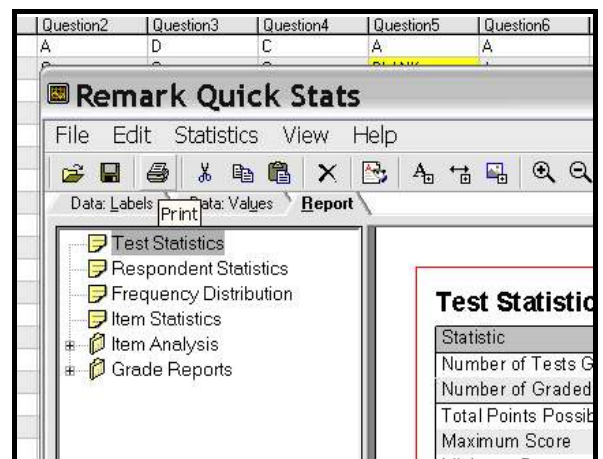 Question2 Question3 Question4 Question5 Question6
A D C A A
Remark Quick Stats
File Edit Statistics View Help
Data: Labels Data: Values Report
Print
Test Statistics
Respondent Statistics
Frequency Distribution
Item Statistics
Item Analysis
Grade Reports
Test Statistic
Statistic
Number of Tests G
Number of Graded
Total Points Possib
Maximum Score